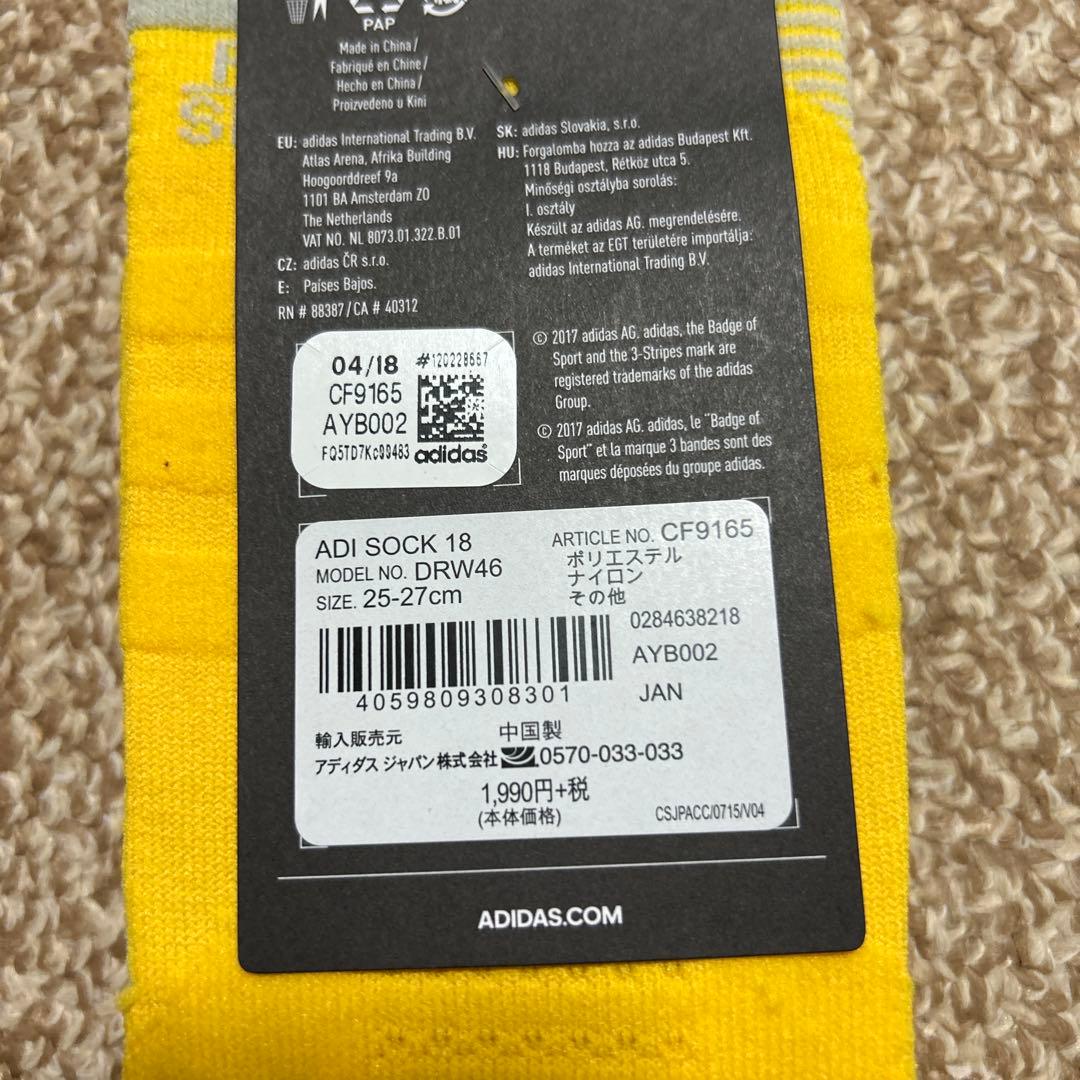 PAP
Made in China/
Fabriqué en Chine/
Hecho en China/
Proizvedeno u Kini
EU: adidas International Trading B.V.
Atlas Arena, Afrika Building
Hoogoorddreef 9a
1101 BA Amsterdam ZO
The Netherlands
VAT NO. NL 8073.01.322.B.01
CZ: adidas ČR s.r.o.
E: Países Bajos.
RN # 88387/CA # 40312
SK: adidas Slovakia, s.r.o.
HU: Forgalomba hozza az adidas Budapest Kft.
1118 Budapest, Rétköz utca 5.
Minőségi osztályba sorolás:
I. osztály
Készült az adidas AG. megrendelésére.
A terméket az EGT területére importálja:
adidas International Trading B.V.
© 2017 adidas AG. adidas, the Badge of
Sport and the 3-Stripes mark are
registered trademarks of the adidas
Group.
© 2017 adidas AG. adidas, le "Badge of
Sport" et la marque 3 bandes sont des
marques déposées du groupe adidas.
04/18 #120228667
CF9165
AYB002
FQ5TD7Kc99483 adidas
ADI SOCK 18 ARTICLE NO. CF9165
MODEL NO. DRW46 ポリエステル
ナイロン
SIZE. 25-27cm その他
0284638218
AYB002
4059809308301 JAN
輸入販売元 中国製
アディダス ジャパン株式会社 0570-033-033
1,990円+税
(本体価格) CSJPACC/0715/V04
ADIDAS.COM